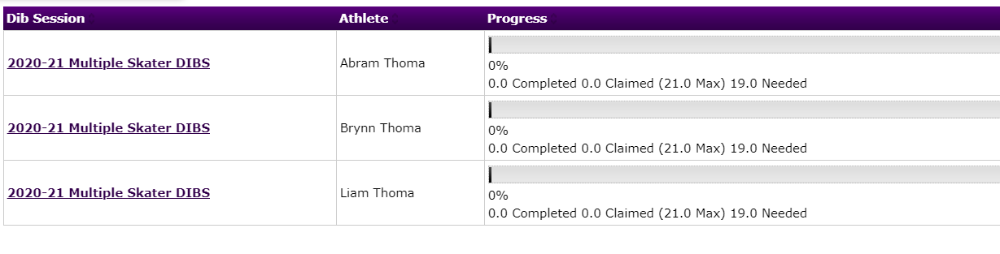 Dib Session Athlete Progress
2020-21 Multiple Skater DIBS Abram Thoma
0%
0.0 Completed 0.0 Claimed (21.0 Max) 19.0 Needed
2020-21 Multiple Skater DIBS Brynn Thoma
0%
0.0 Completed 0.0 Claimed (21.0 Max) 19.0 Needed
2020-21 Multiple Skater DIBS Liam Thoma
0%
0.0 Completed 0.0 Claimed (21.0 Max) 19.0 Needed